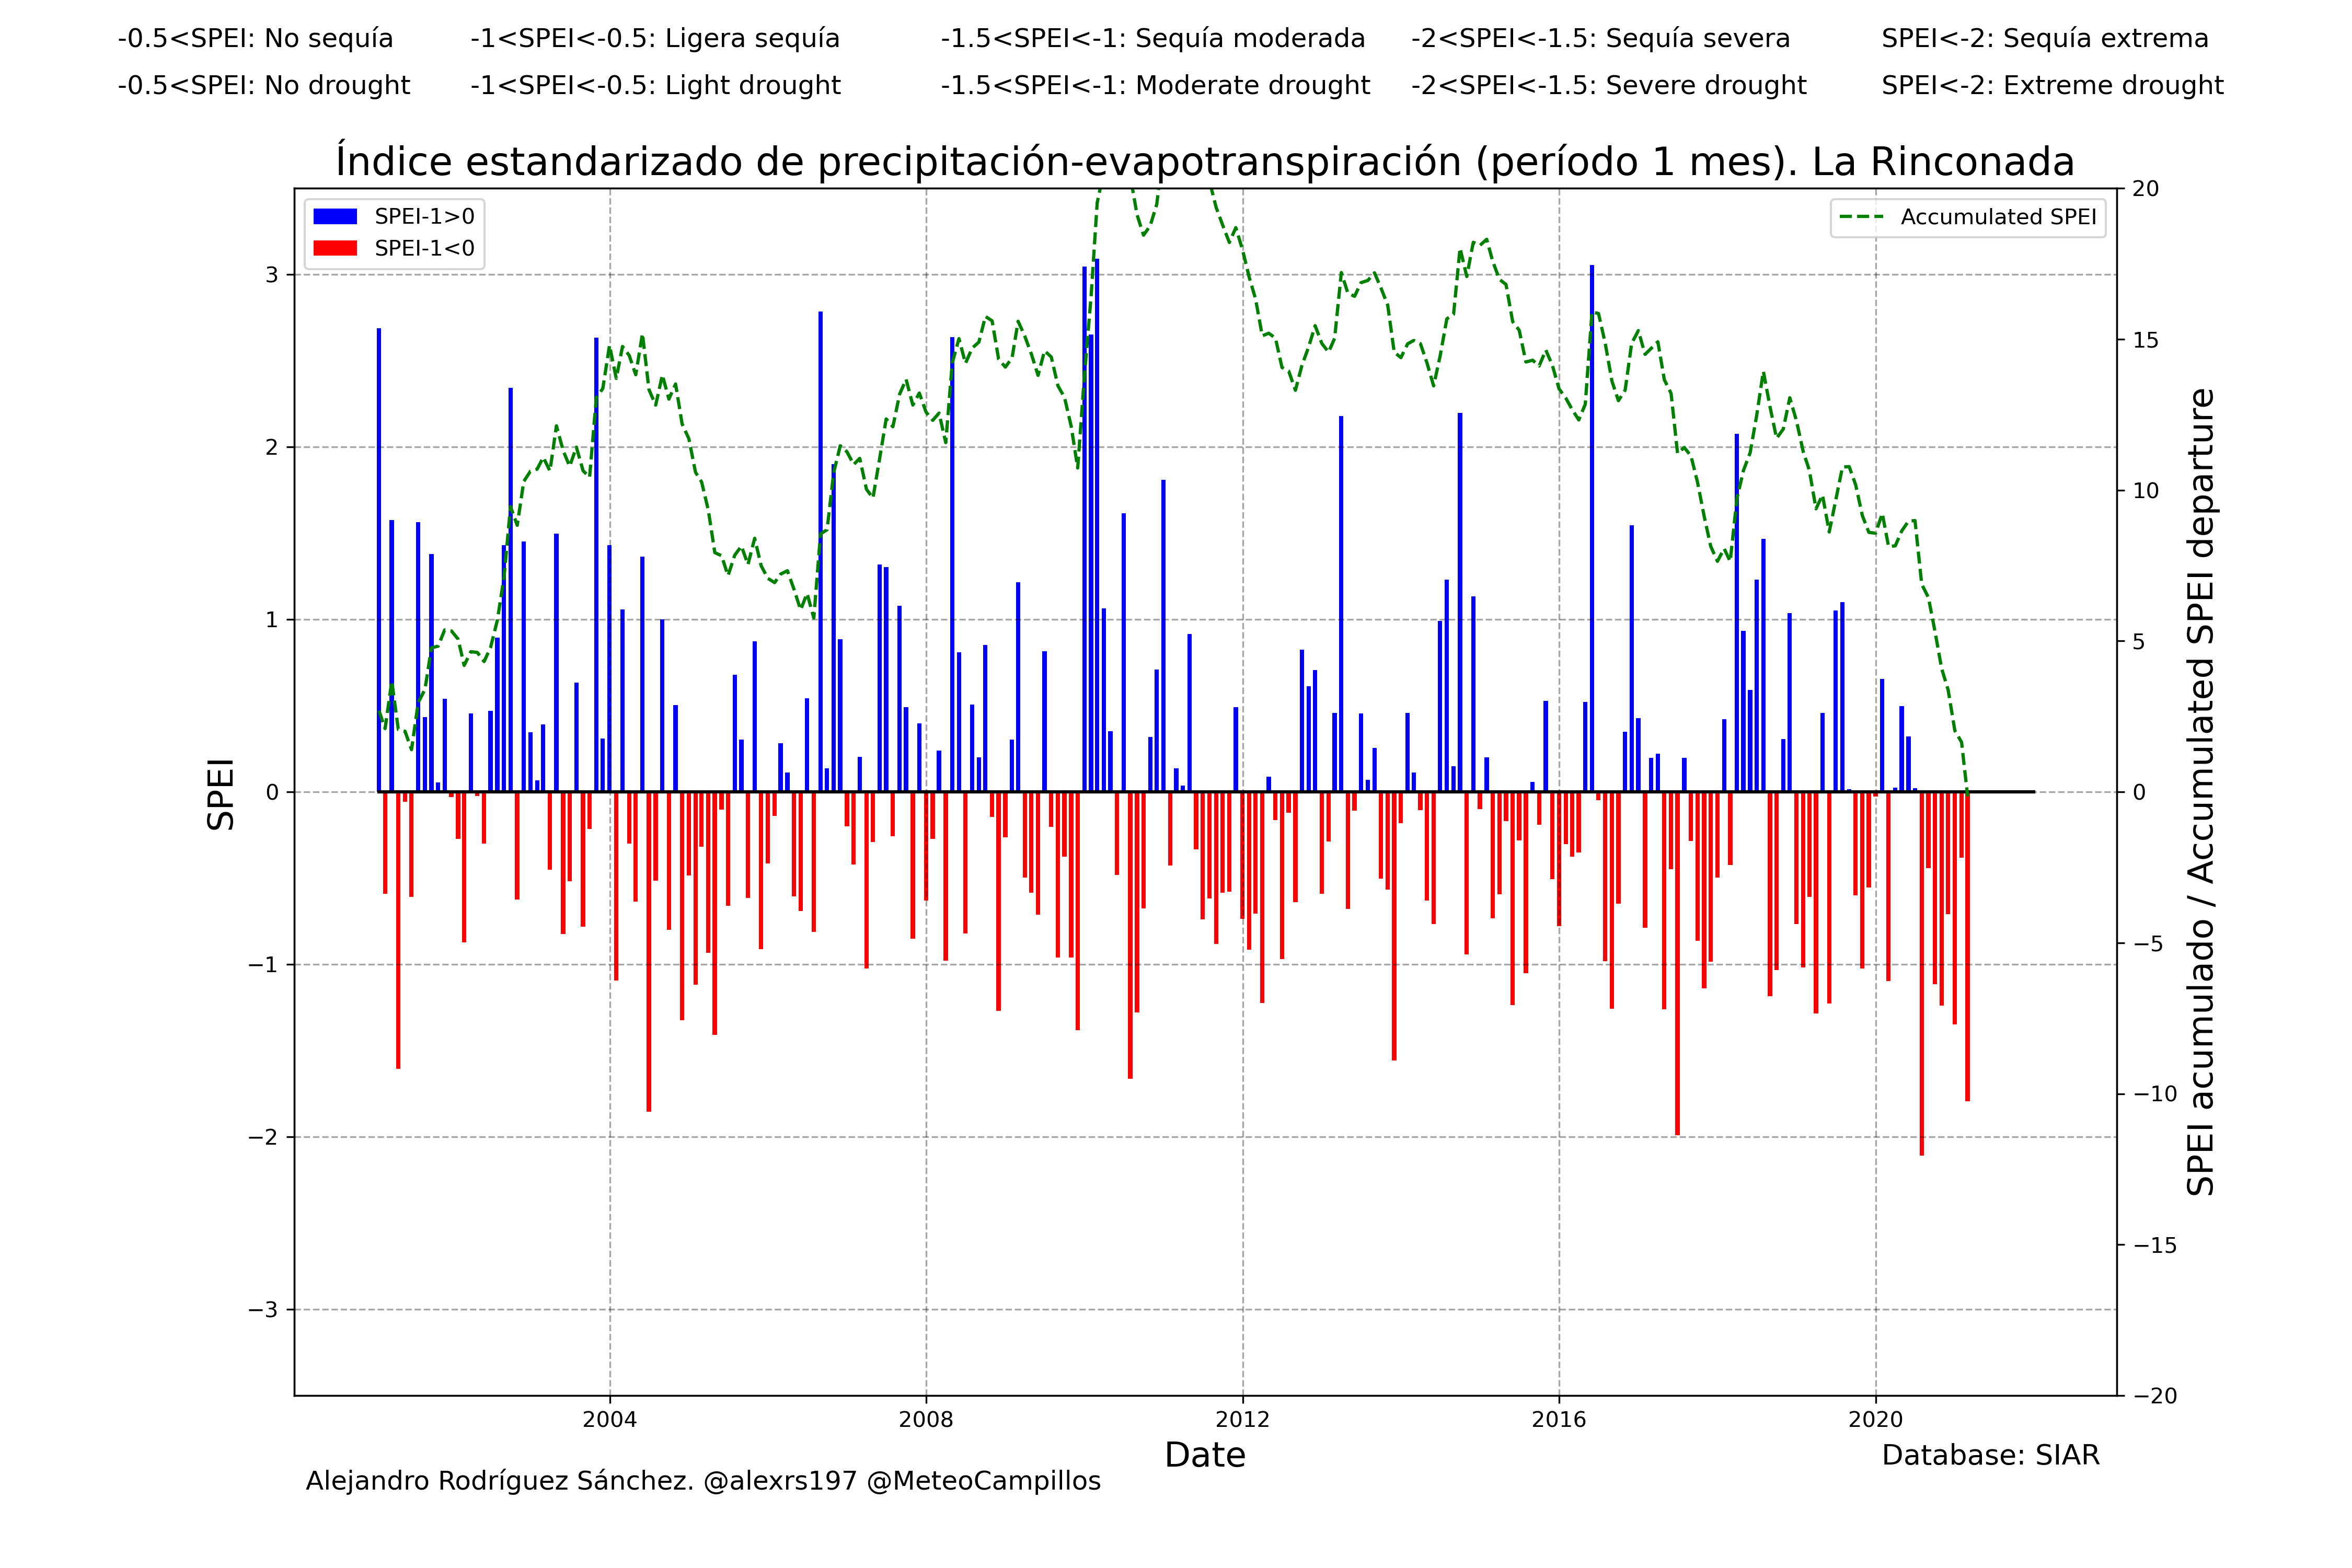 -0.5<SPEI: No sequía -1<SPEI<-0.5: Ligera sequía -1.5<SPEI<-1: Sequía moderada -2<SPEI<-1.5: Sequía severa SPEI<-2: Sequía extrema
-0.5<SPEI: No drought -1<SPEI<-0.5: Light drought -1.5<SPEI<-1: Moderate drought -2<SPEI<-1.5: Severe drought SPEI<-2: Extreme drought
Índice estandarizado de precipitación-evapotranspiración (período 1 mes). La Rinconada
SPEI-1>0
SPEI-1<0
Accumulated SPEI
SPEI
3
2
1
0
−1
−2
−3
20
15
10
5
0
−5
−10
−15
−20
SPEI acumulado / Accumulated SPEI departure
2004 2008 2012 2016 2020
Date
Database: SIAR
Alejandro Rodríguez Sánchez. @alexrs197 @MeteoCampillos